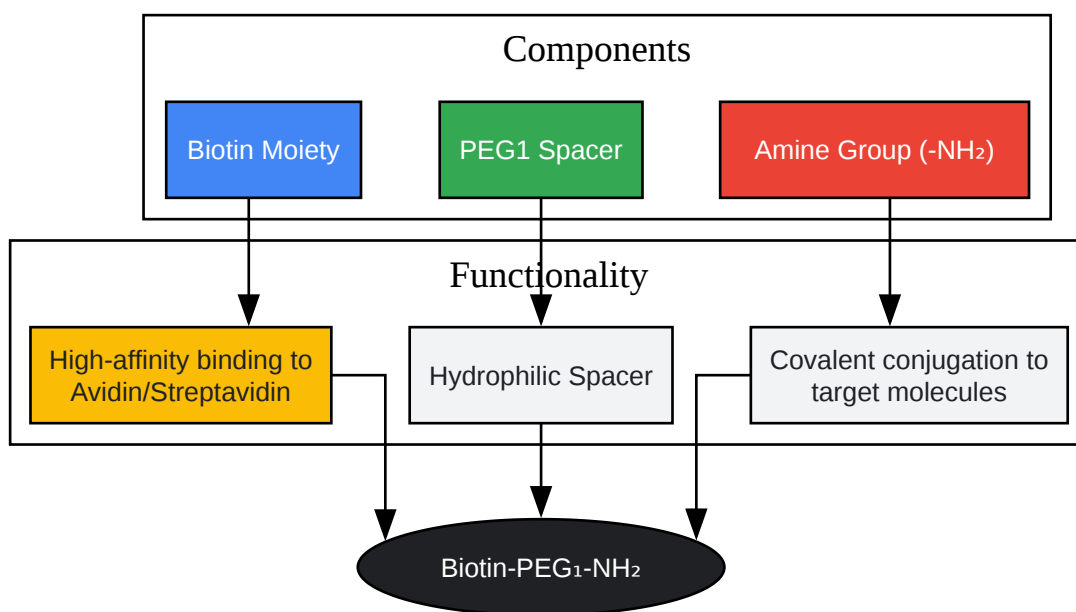 Components
Biotin Moiety
PEG1 Spacer
Amine Group (-NH₂)
Functionality
High-affinity binding to
Avidin/Streptavidin
Hydrophilic Spacer
Covalent conjugation to
target molecules
Biotin-PEG₁-NH₂